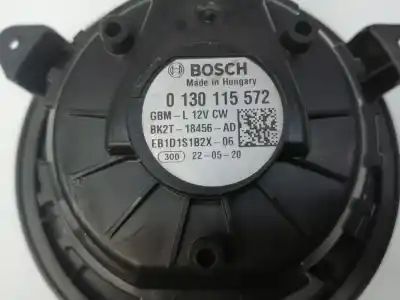 BOSCH
Made in Hungary
0 130 115 572
GBM-L 12V CW
BK2T-18456-AD
EB1D1S1B2X-06
300 22-05-20